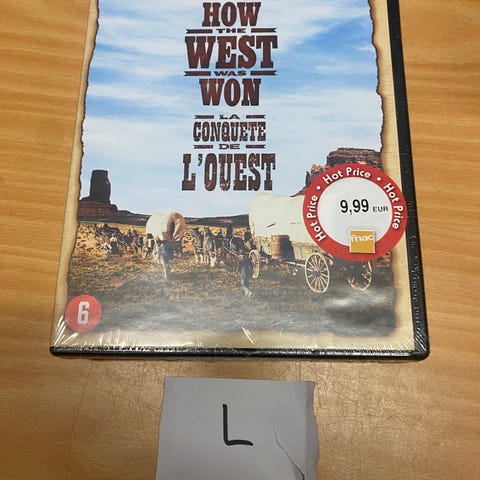 HOW
THE
WEST
WAS
WON
LA
CONQUETE
DE
L'OUEST
Hot Price • Hot Price • Hot Price
9,99 EUR
fnac
6
L